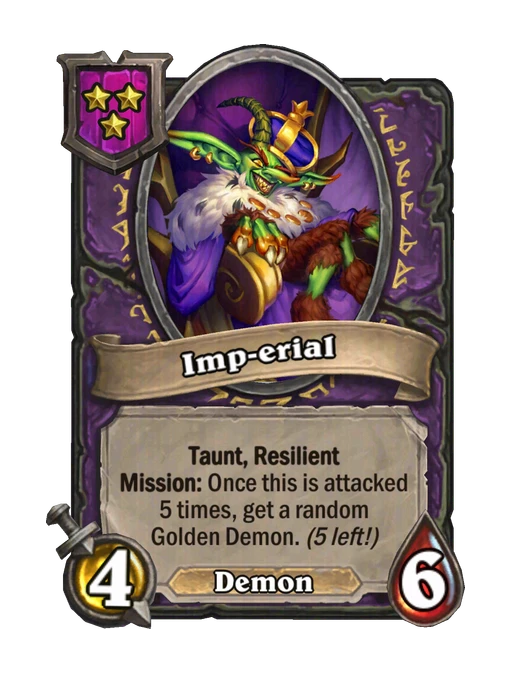 Imp-erial
Taunt, Resilient
Mission: Once this is attacked
5 times, get a random
Golden Demon. (5 left!)
4
Demon
6